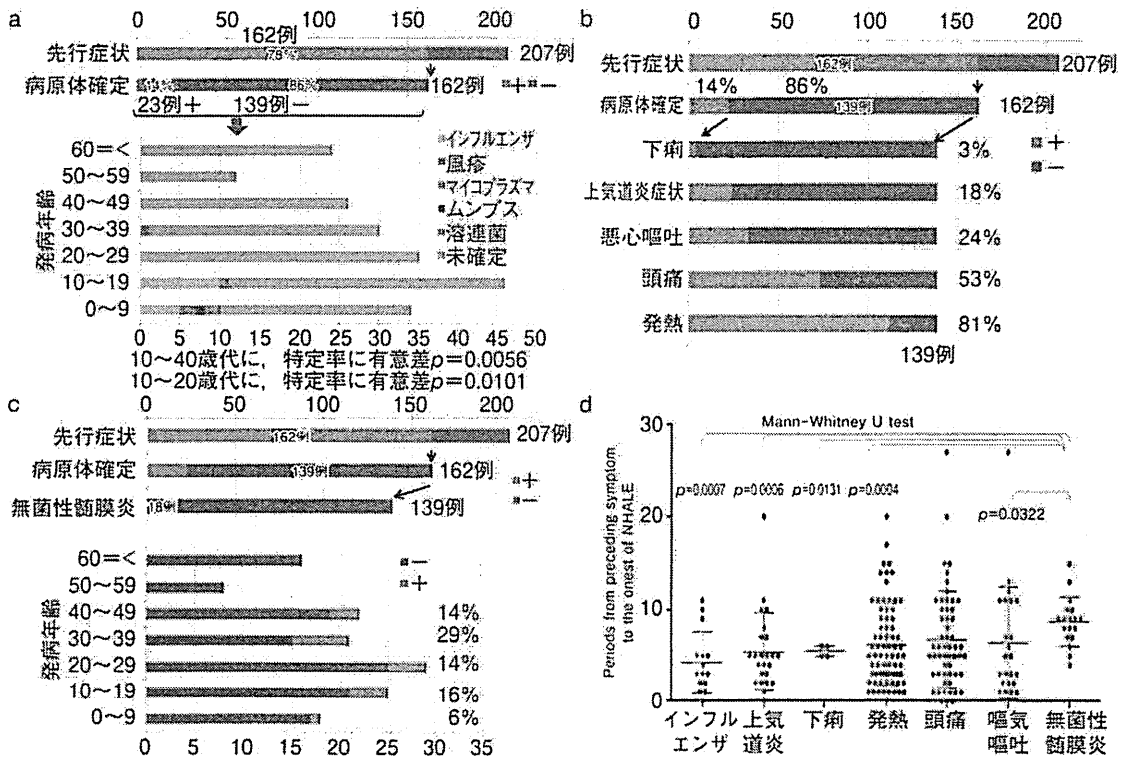 a
0 50 100 150 200
162例
先行症状 78% 207例
病原体確定 86% 162例 +-
23例+ 139例-
発病年齢
60=<
50〜59
40〜49
30〜39
20〜29
10〜19
0〜9
インフルエンザ
風疹
マイコプラズマ
ムンプス
溶連菌
未確定
0 5 10 15 20 25 30 35 40 45 50
10〜40歳代に，特定率に有意差p=0.0056
10〜20歳代に，特定率に有意差p=0.0101
b
0 50 100 150 200
先行症状 162例 207例
14% 86%
病原体確定 139例 162例
+
-
下痢 3%
上気道炎症状 18%
悪心嘔吐 24%
頭痛 53%
発熱 81%
139例
c
0 50 100 150 200
先行症状 162例 207例
病原体確定 139例 162例
+
-
無菌性髄膜炎 18例 139例
発病年齢
-
+
60=<
50〜59
40〜49 14%
30〜39 29%
20〜29 14%
10〜19 16%
0〜9 6%
0 5 10 15 20 25 30 35
d
Mann-Whitney U test
Periods from preceding symptom
to the onest of NHALE
30
20
10
0
p=0.0007 p=0.0006 p=0.0131 p=0.0004
p=0.0322
インフル
エンザ
上気
道炎
下痢
発熱
頭痛
嘔気
嘔吐
無菌性
髄膜炎